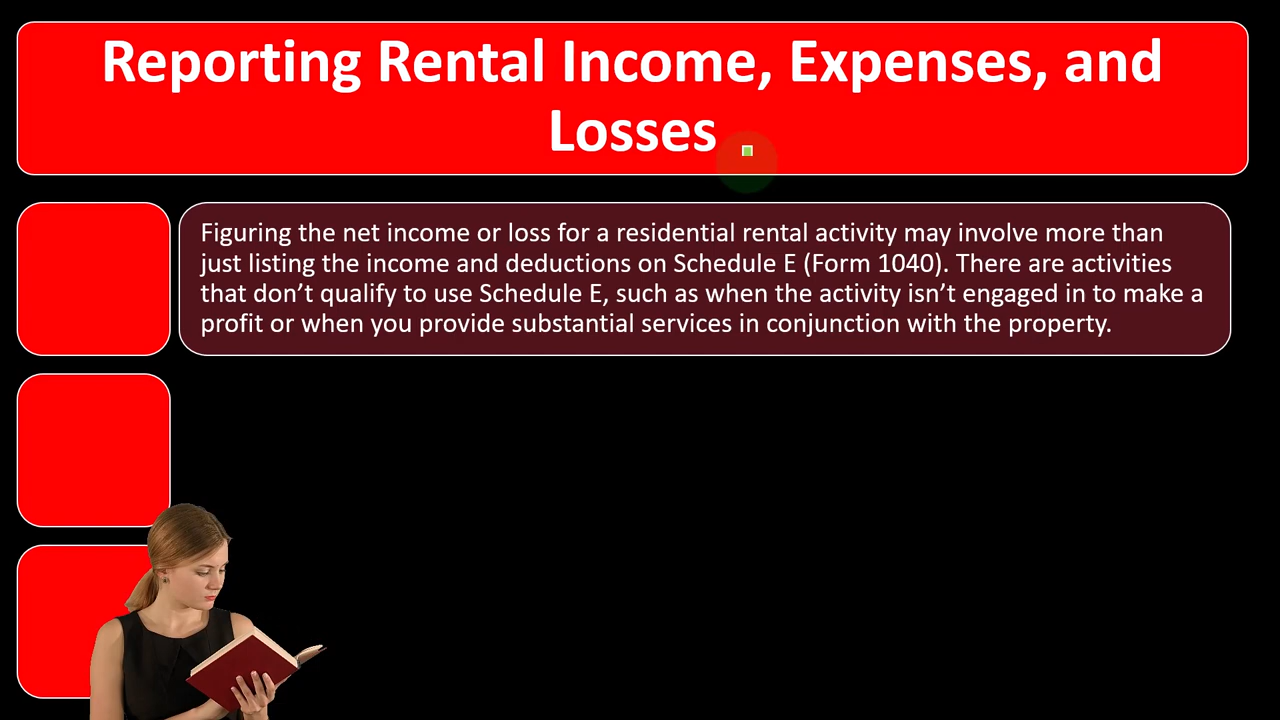 Reporting Rental Income, Expenses, and
Losses
Figuring the net income or loss for a residential rental activity may involve more than
just listing the income and deductions on Schedule E (Form 1040). There are activities
that don’t qualify to use Schedule E, such as when the activity isn’t engaged in to make a
profit or when you provide substantial services in conjunction with the property.